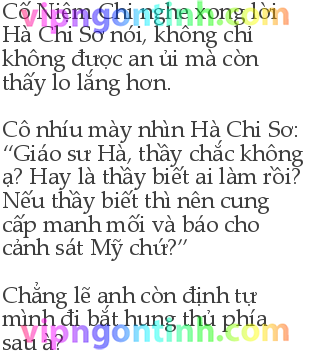 Cố Niệm Chi nghe xong lời
Hà Chi Sơ nói, không chỉ
không được an ủi mà còn
thấy lo lắng hơn.
Cô nhíu mày nhìn Hà Chi Sơ:
“Giáo sư Hà, thầy chắc không
ạ? Hay là thầy biết ai làm rồi?
Nếu thầy biết thì nên cung
cấp manh mối và báo cho
cảnh sát Mỹ chứ?”
Chẳng lẽ anh còn định tự
mình đi bắt hung thủ phía
sau à?
vipngontinh.com
vipngontinh.com